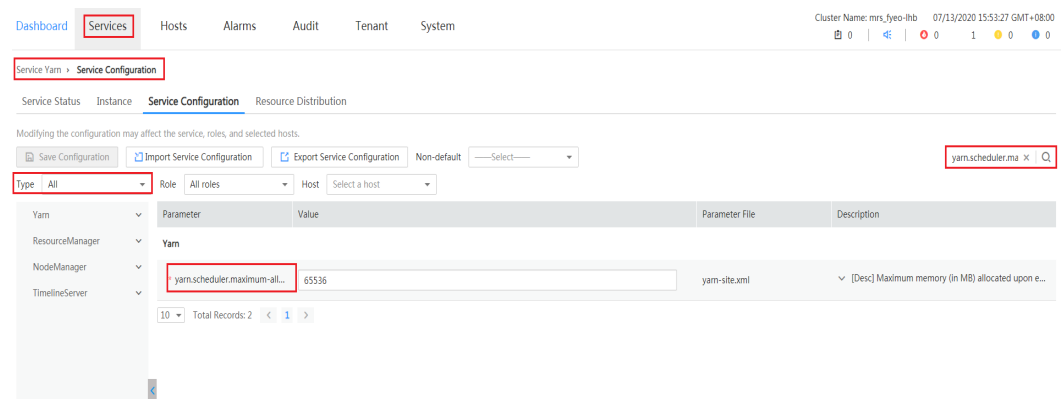 Cluster Name: mrs_fyeo-lhb 07/13/2020 15:53:27 GMT+08:00
Dashboard Services Hosts Alarms Audit Tenant System
0 0 1 0 0
Service Yarn > Service Configuration
Service Status Instance Service Configuration Resource Distribution
Modifying the configuration may affect the service, roles, and selected hosts.
Save Configuration Import Service Configuration Export Service Configuration Non-default ——Select—— yarn.scheduler.ma ×
Type All Role All roles Host Select a host
Yarn Parameter Value Parameter File Description
ResourceManager Yarn
NodeManager * yarn.scheduler.maximum-all... 65536 yarn-site.xml [Desc] Maximum memory (in MB) allocated upon e...
TimelineServer
10 Total Records: 2 < 1 >